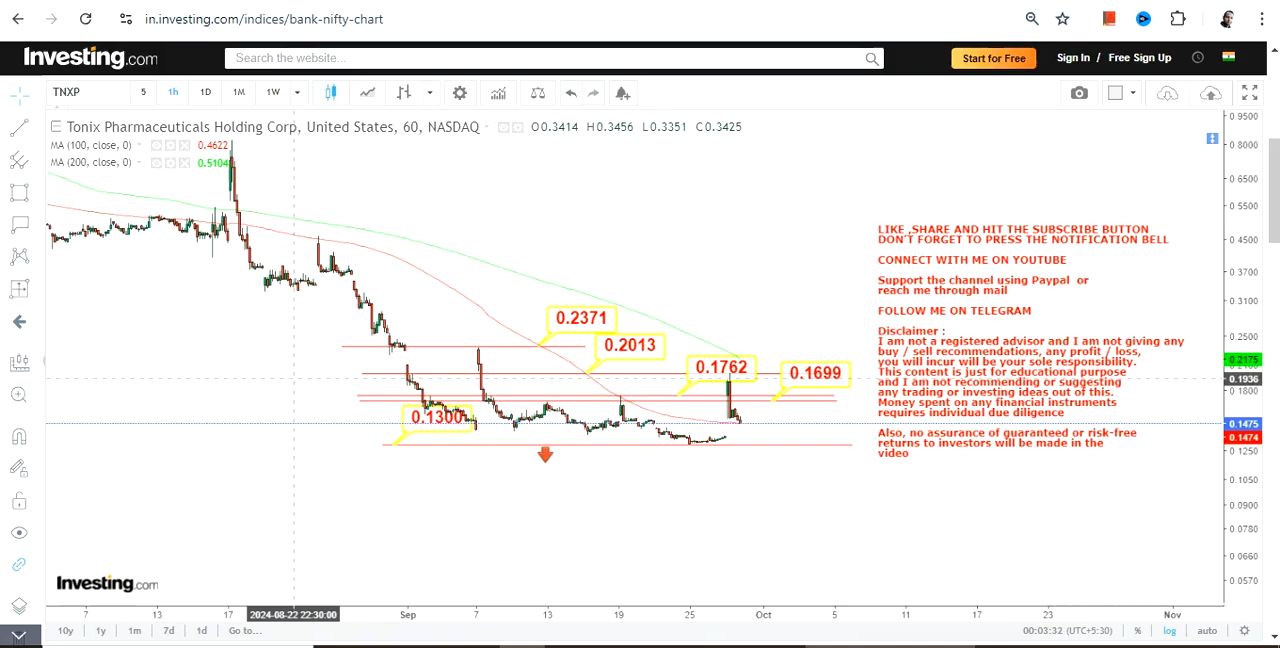 in.investing.com/indices/bank-nifty-chart
Investing.com
Search the website...
Start for Free
Sign In / Free Sign Up
TNXP 5 1h 1D 1M 1W
Tonix Pharmaceuticals Holding Corp, United States, 60, NASDAQ O0.3414 H0.3456 L0.3351 C0.3425
MA (100, close, 0) 0.4622
MA (200, close, 0) 0.5104
0.2371
0.2013
0.1762
0.1699
0.1300
LIKE ,SHARE AND HIT THE SUBSCRIBE BUTTON
DON'T FORGET TO PRESS THE NOTIFICATION BELL
CONNECT WITH ME ON YOUTUBE
Support the channel using Paypal or
reach me through mail
FOLLOW ME ON TELEGRAM
Disclaimer :
I am not a registered advisor and I am not giving any
buy / sell recommendations, any profit / loss,
you will incur will be your sole responsibility.
This content is just for educational purpose
and I am not recommending or suggesting
any trading or investing ideas out of this.
Money spent on any financial instruments
requires individual due diligence
Also, no assurance of guaranteed or risk-free
returns to investors will be made in the
video
0.9500
0.8000
0.6500
0.5500
0.4500
0.3700
0.3100
0.2500
0.2175
0.1936
0.1800
0.1475
0.1474
0.1250
0.1050
0.0900
0.0780
0.0660
0.0570
Investing.com
7 13 17 2024-08-22 22:30:00 Sep 7 13 19 25 Oct 5 11 17 23 Nov
10y 1y 1m 7d 1d Go to... 00:03:32 (UTC+5:30) % log auto